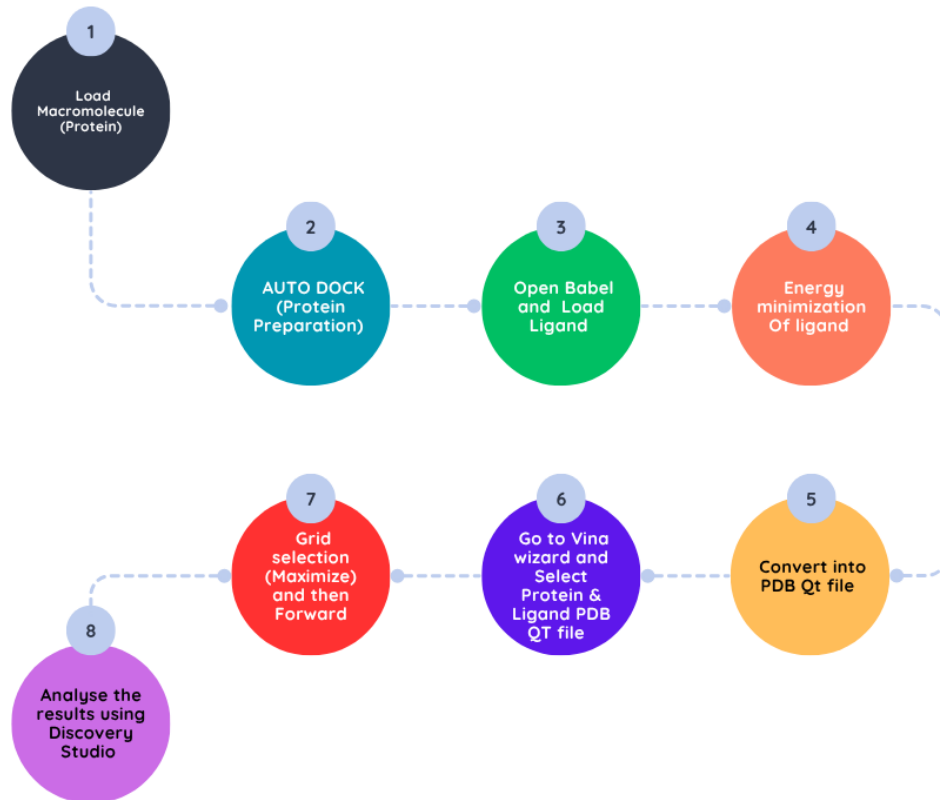 1
Load
Macromolecule
(Protein)
2
AUTO DOCK
(Protein
Preparation)
3
Open Babel
and Load
Ligand
4
Energy
minimization
Of ligand
5
Convert into
PDB Qt file
6
Go to Vina
wizard and
Select
Protein &
Ligand PDB
QT file
7
Grid
selection
(Maximize)
and then
Forward
8
Analyse the
results using
Discovery
Studio